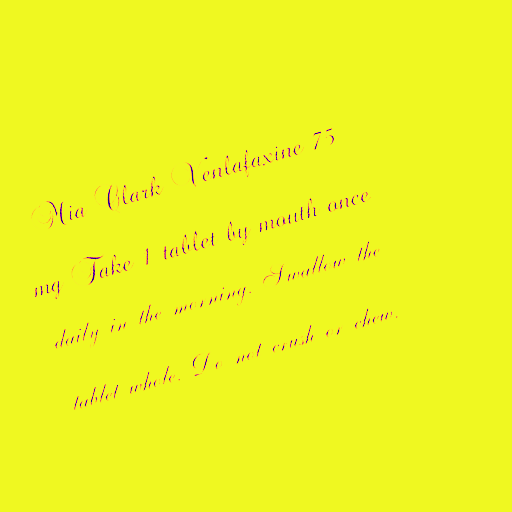 Mia Clark Venlafaxine 75
mg Take 1 tablet by mouth once
daily in the morning. Swallow the
tablet whole. Do not crush or chew.